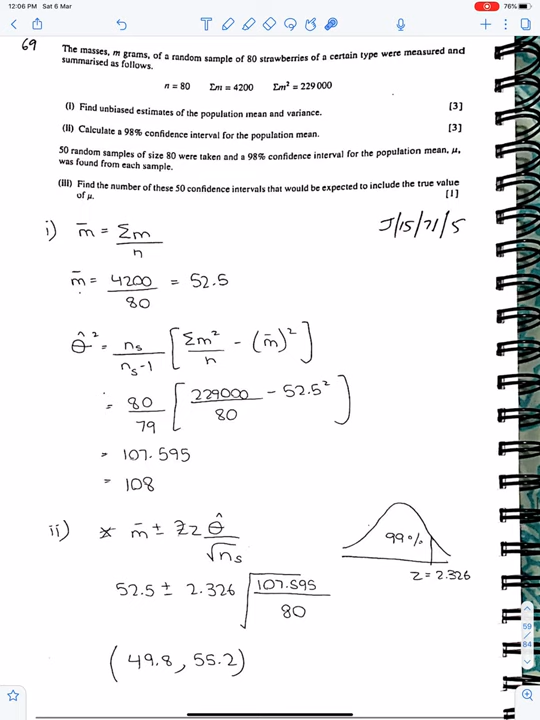 12:06 PM Sat 6 Mar
76%
69
The masses, m grams, of a random sample of 80 strawberries of a certain type were measured and
summarised as follows.
n = 80 Σm = 4200 Σm² = 229 000
(i) Find unbiased estimates of the population mean and variance. [3]
(ii) Calculate a 98% confidence interval for the population mean. [3]
50 random samples of size 80 were taken and a 98% confidence interval for the population mean, μ,
was found from each sample.
(iii) Find the number of these 50 confidence intervals that would be expected to include the true value
of μ. [1]
J/15/71/5
i) m̄ = Σm / n
m̄ = 4200 / 80 = 52.5
θ̂² = nₛ / (nₛ-1) [Σm² / n - (m̄)²]
= 80 / 79 [229000 / 80 - 52.5²]
= 107.595
= 108
ii) * m̄ ± Zz θ̂ / √nₛ
99%
Z = 2.326
52.5 ± 2.326 √(107.595 / 80)
(49.8, 55.2)
59
84